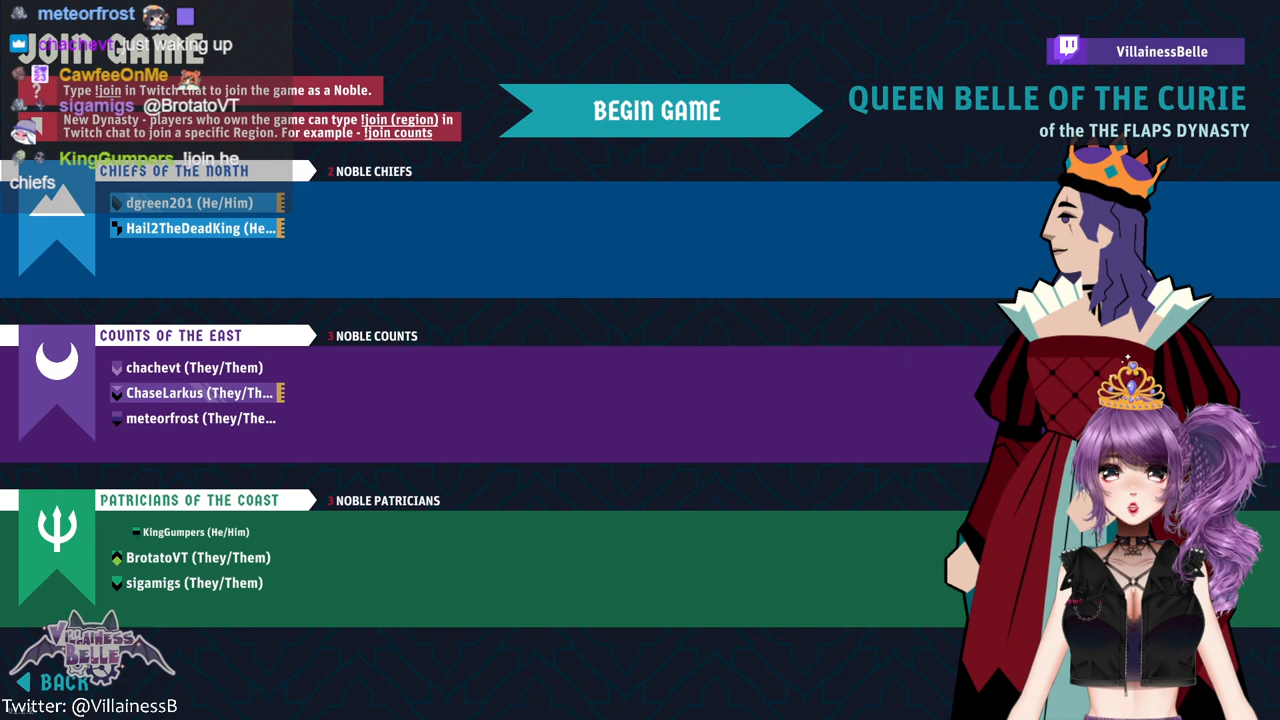 meteorfrost
JOIN GAME
chachevt just waking up
VillainessBelle
CawfeeOnMe
Type !join in Twitch chat to join the game as a Noble.
sigamigs @BrotatoVT
New Dynasty - players who own the game can type !join (region) in
Twitch chat to join a specific Region. For example - !join counts
KingGumpers !join he
chiefs
BEGIN GAME
QUEEN BELLE OF THE CURIE
of the THE FLAPS DYNASTY
CHIEFS OF THE NORTH
2 NOBLE CHIEFS
dgreen201 (He/Him)
Hail2TheDeadKing (He...
COUNTS OF THE EAST
3 NOBLE COUNTS
chachevt (They/Them)
ChaseLarkus (They/Th...
meteorfrost (They/The...
PATRICIANS OF THE COAST
3 NOBLE PATRICIANS
KingGumpers (He/Him)
BrotatoVT (They/Them)
sigamigs (They/Them)
VILLAINESS
BELLE
BACK
Twitter: @VillainessB